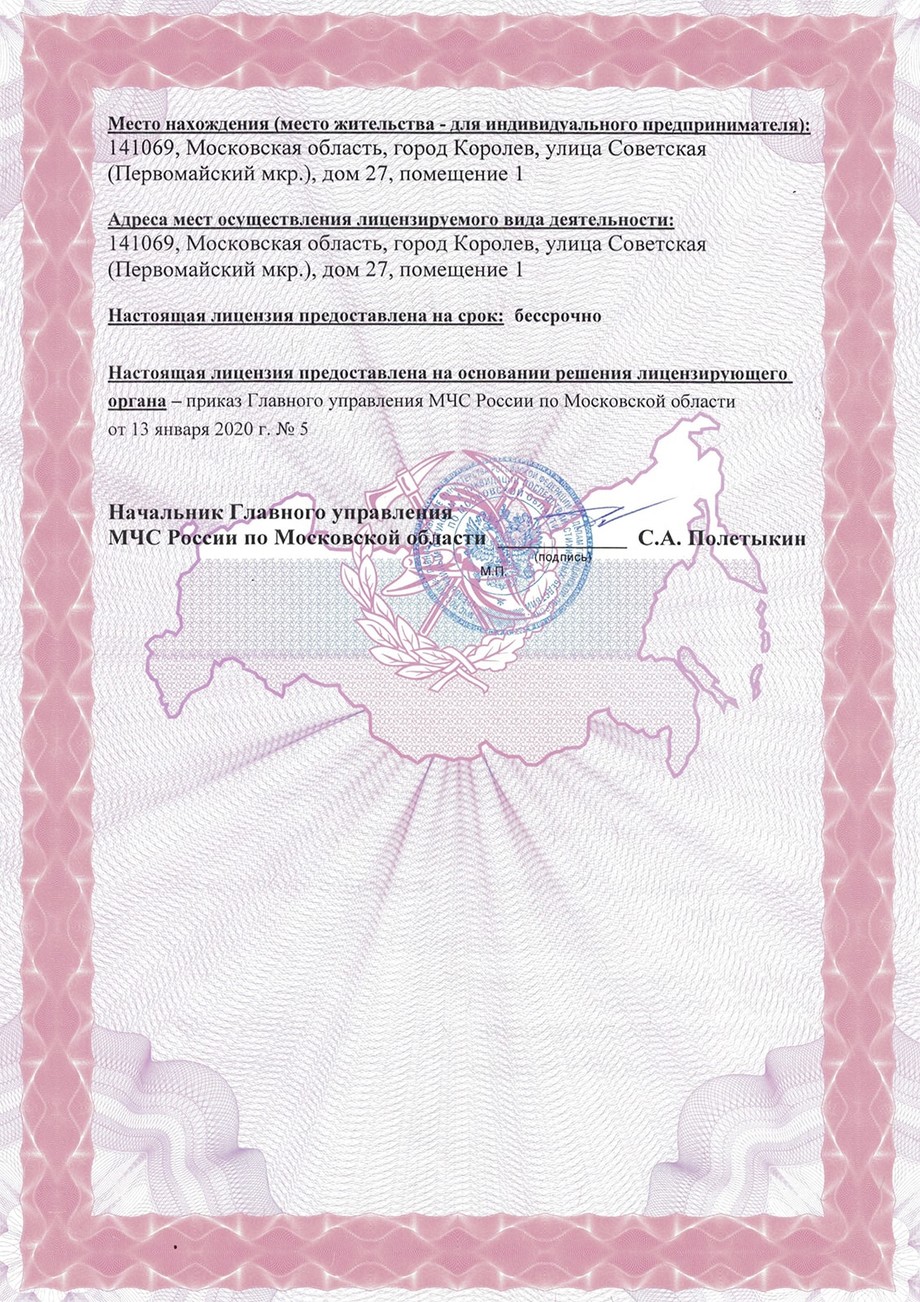 Место нахождения (место жительства - для индивидуального предпринимателя):
141069, Московская область, город Королев, улица Советская
(Первомайский мкр.), дом 27, помещение 1
Адреса мест осуществления лицензируемого вида деятельности:
141069, Московская область, город Королев, улица Советская
(Первомайский мкр.), дом 27, помещение 1
Настоящая лицензия предоставлена на срок: бессрочно
Настоящая лицензия предоставлена на основании решения лицензирующего
органа – приказ Главного управления МЧС России по Московской области
от 13 января 2020 г. № 5
Начальник Главного управления
МЧС России по Московской области ____________ С.А. Полетыкин
(подпись)
М.П.